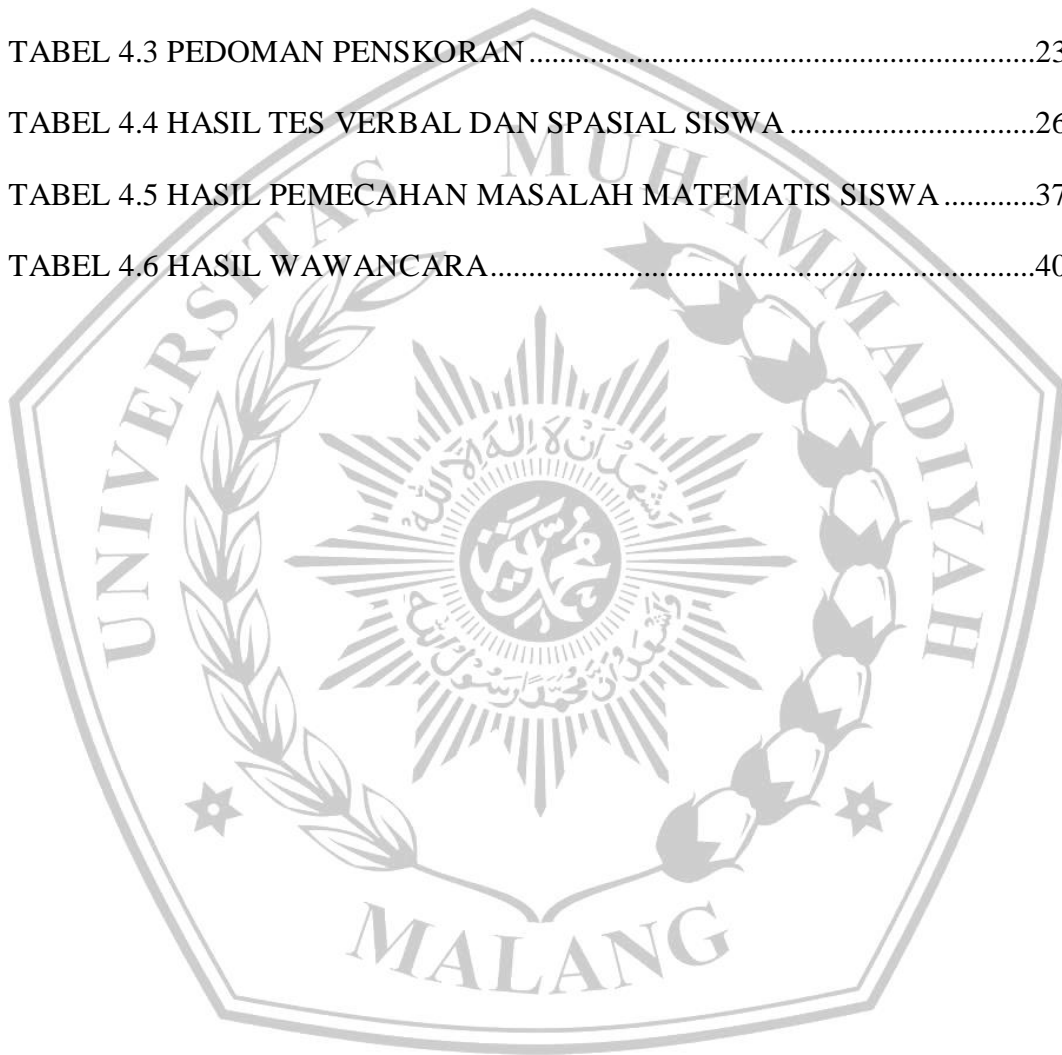 TABEL 4.3 PEDOMAN PENSKORAN................................................................23
TABEL 4.4 HASIL TES VERBAL DAN SPASIAL SISWA ...............................26
TABEL 4.5 HASIL PEMECAHAN MASALAH MATEMATIS SISWA............37
TABEL 4.6 HASIL WAWANCARA.....................................................................40
UNIVERSITAS MUHAMMADIYAH
MALANG